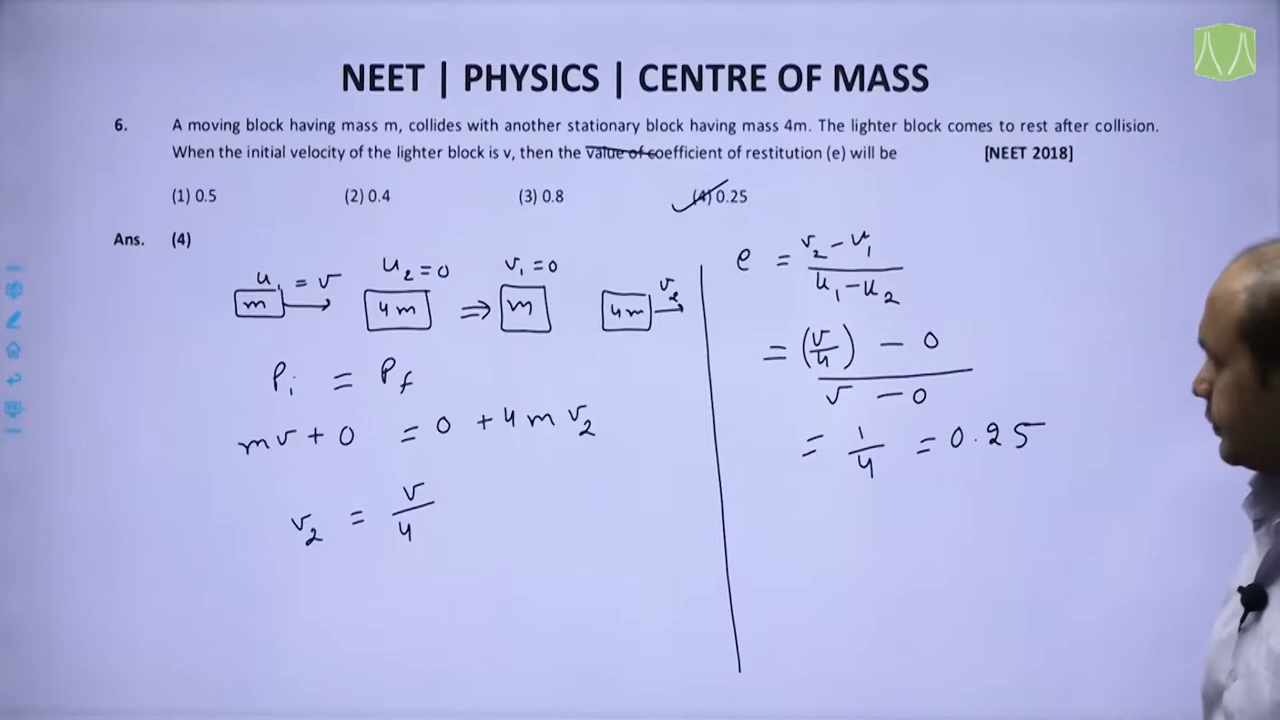 NEET | PHYSICS | CENTRE OF MASS
6. A moving block having mass m, collides with another stationary block having mass 4m. The lighter block comes to rest after collision.
When the initial velocity of the lighter block is v, then the value of coefficient of restitution (e) will be [NEET 2018]
(1) 0.5 (2) 0.4 (3) 0.8 (4) 0.25
Ans. (4)
u₁ = v u₂ = 0 v₁ = 0 v₂
m 4m ⇒ m 4m
Pi = Pf
mv + 0 = 0 + 4m v₂
v₂ = v/4
e = v₂ - v₁ / u₁ - u₂
= (v/4) - 0 / v - 0
= 1/4 = 0.25